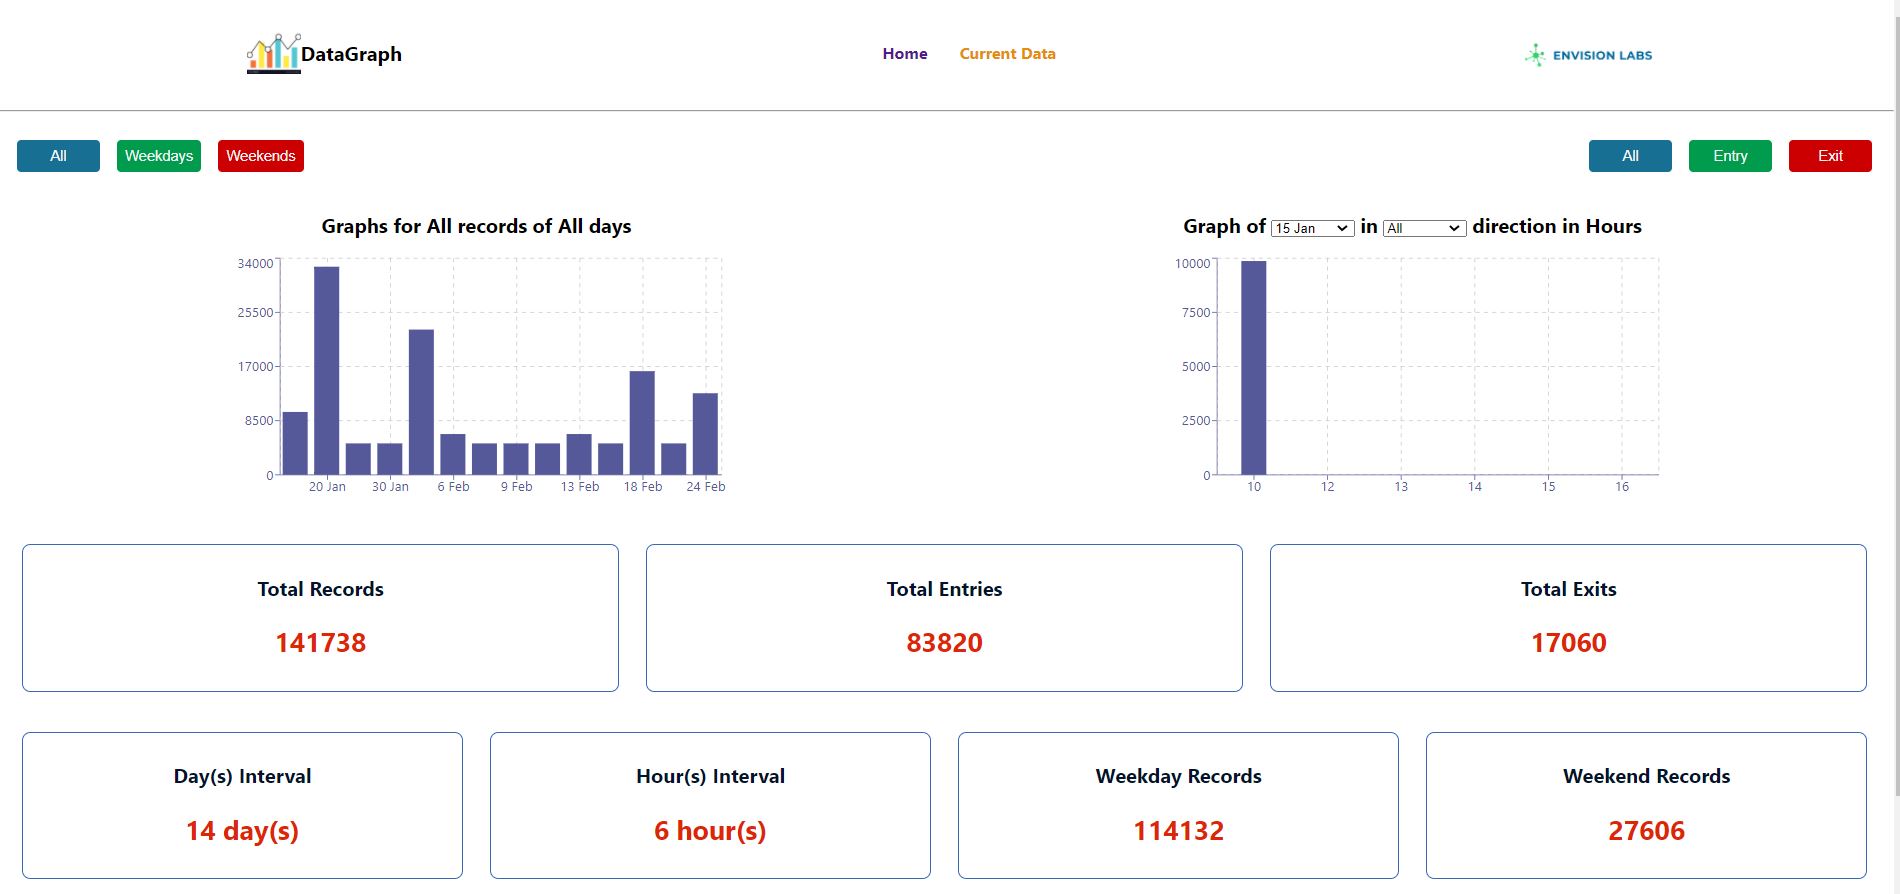 DataGraph
Home Current Data
ENVISION LABS
All Weekdays Weekends
All Entry Exit
Graphs for All records of All days
34000
25500
17000
8500
0
20 Jan 30 Jan 6 Feb 9 Feb 13 Feb 18 Feb 24 Feb
Graph of 15 Jan in All direction in Hours
10000
7500
5000
2500
0
10 12 13 14 15 16
Total Records
141738
Total Entries
83820
Total Exits
17060
Day(s) Interval
14 day(s)
Hour(s) Interval
6 hour(s)
Weekday Records
114132
Weekend Records
27606